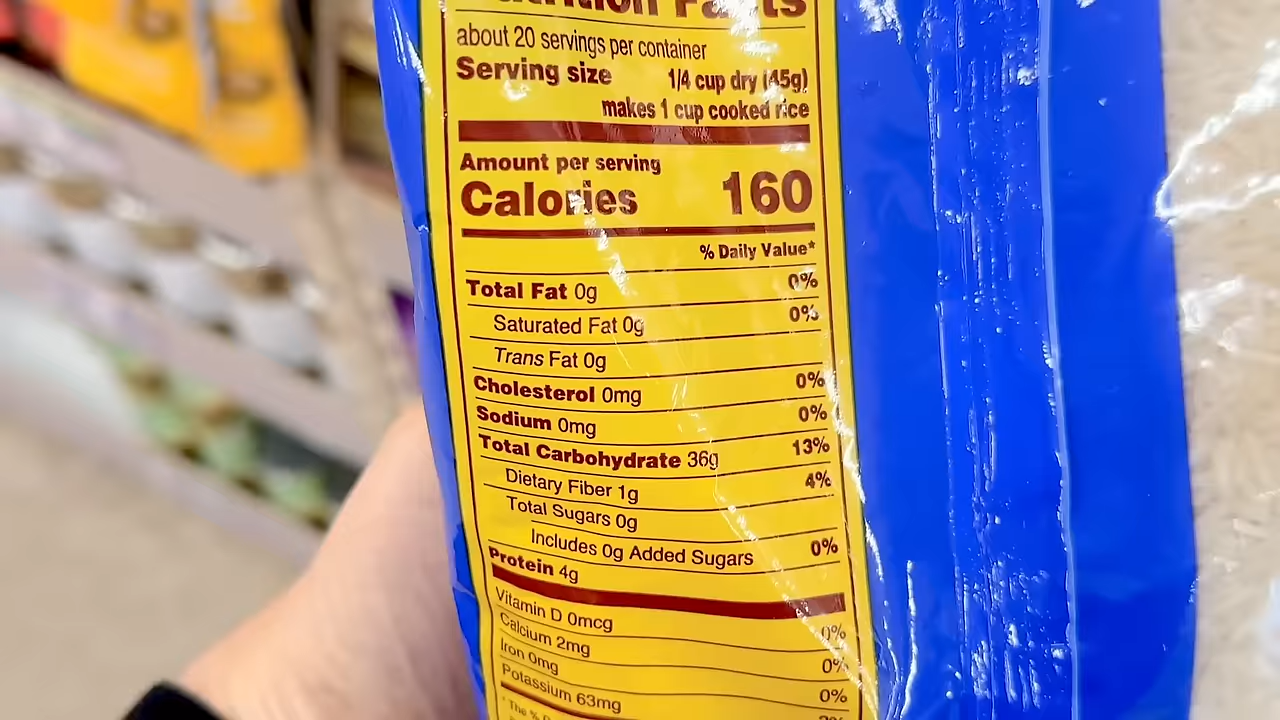 Nutrition Facts
about 20 servings per container
Serving size 1/4 cup dry (45g)
makes 1 cup cooked rice
Amount per serving
Calories 160
% Daily Value*
Total Fat 0g 0%
Saturated Fat 0g 0%
Trans Fat 0g
Cholesterol 0mg 0%
Sodium 0mg 0%
Total Carbohydrate 36g 13%
Dietary Fiber 1g 4%
Total Sugars 0g
Includes 0g Added Sugars 0%
Protein 4g
Vitamin D 0mcg 0%
Calcium 2mg 0%
Iron 0mg 0%
Potassium 63mg
* The %